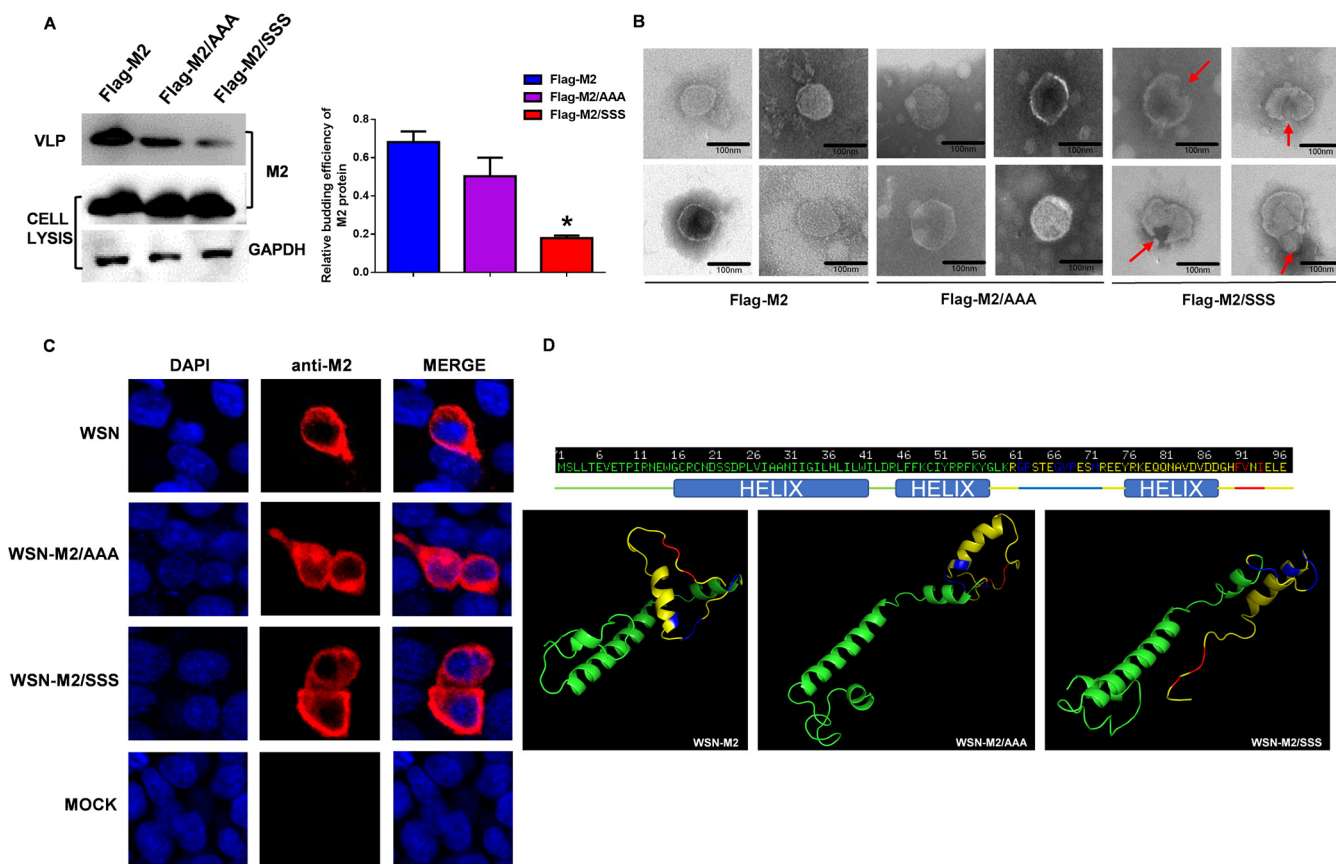 A
Flag-M2
Flag-M2/AAA
Flag-M2/SSS
VLP
M2
CELL
LYSIS
GAPDH
Flag-M2
Flag-M2/AAA
Flag-M2/SSS
Relative budding efficiency of
M2 protein
0.8
0.6
0.4
0.2
0.0
*
B
100nm 100nm 100nm 100nm 100nm 100nm
100nm 100nm 100nm 100nm 100nm 100nm
Flag-M2 Flag-M2/AAA Flag-M2/SSS
C
DAPI anti-M2 MERGE
WSN
WSN-M2/AAA
WSN-M2/SSS
MOCK
D
/1 6 11 16 21 26 31 36 41 46 51 56 61 66 71 76 81 86 91 96
MSLLTEVETPIRNEWGCRCNDSSDPLVIAANIIGILHLILWILDRLFFKCIYRRFKYGLKRGPSTEGVPESMREEYRKEQQNAVDVDDGHFVNIELE
HELIX HELIX HELIX
WSN-M2 WSN-M2/AAA WSN-M2/SSS